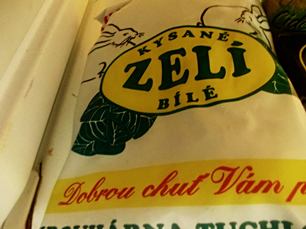 KYSANÉ
ZELÍ
BÍLÉ
Dobrou chuť Vám